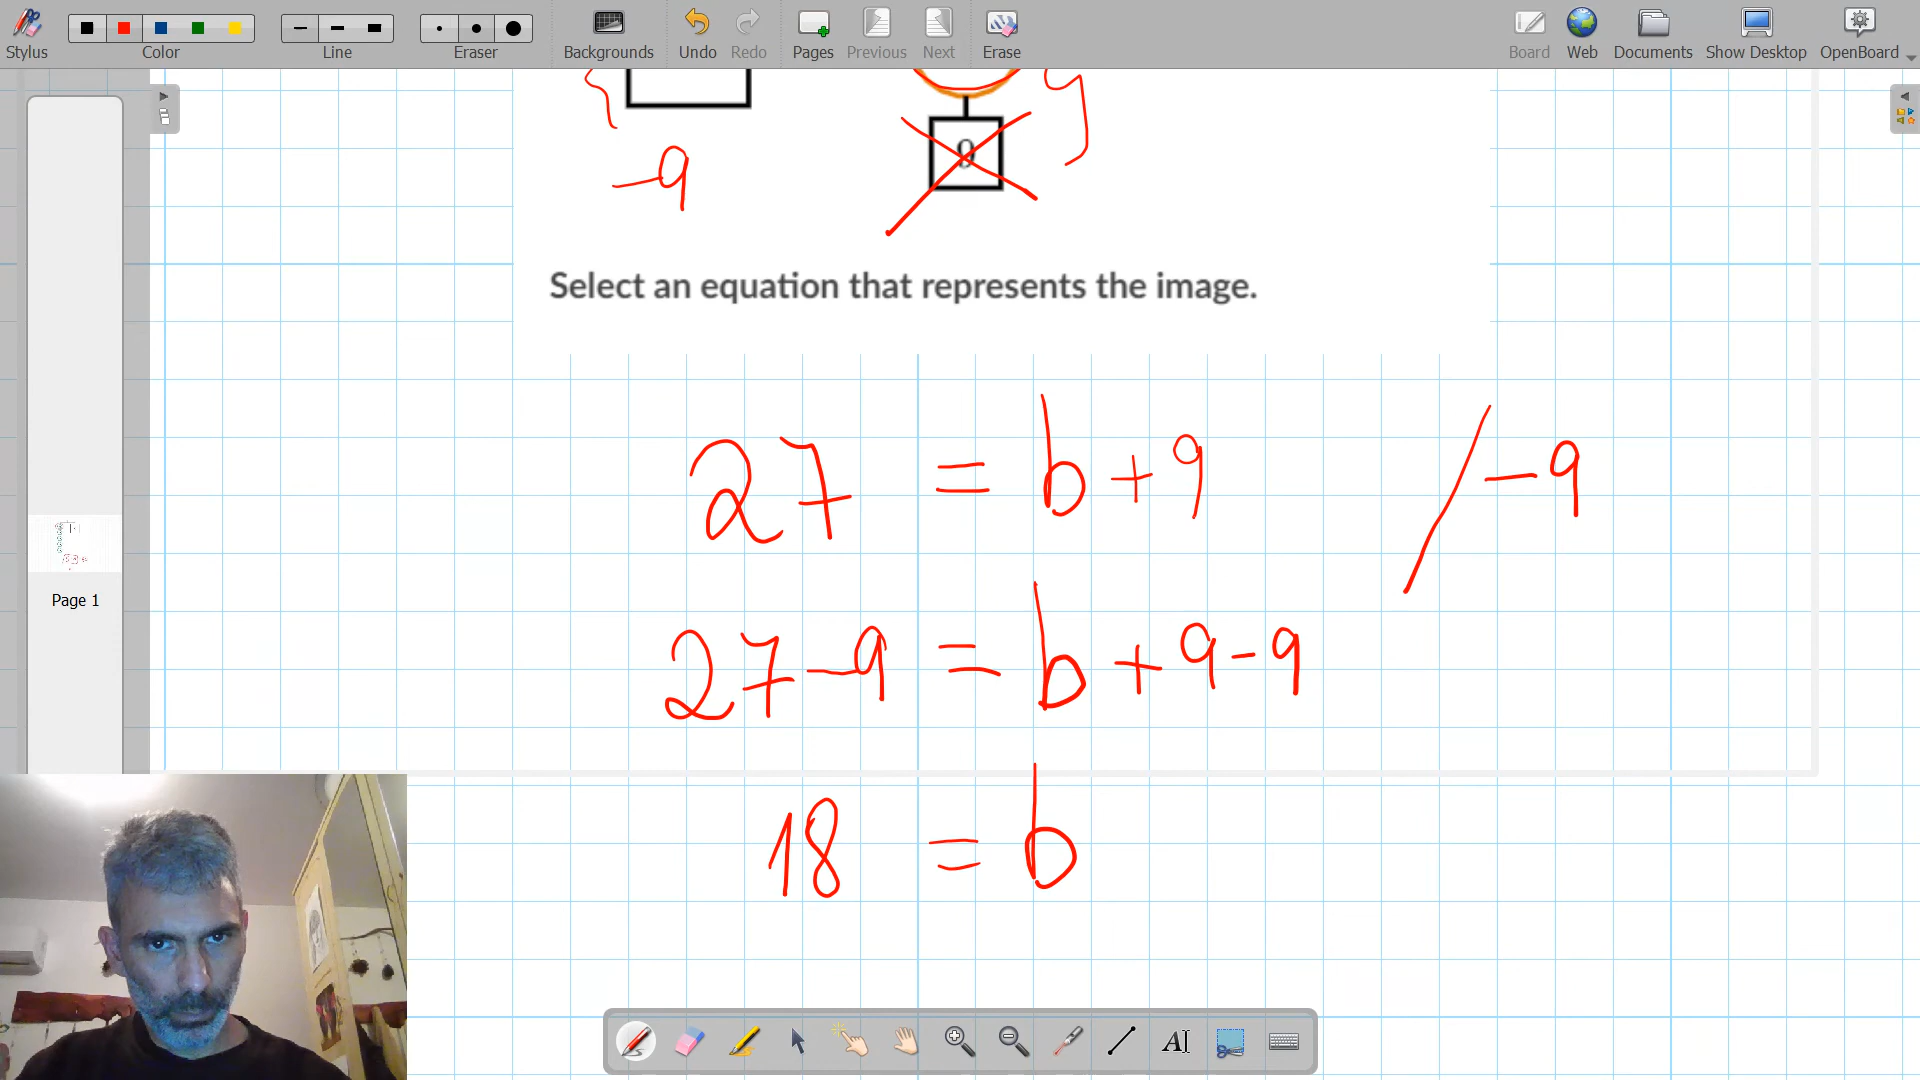 Stylus Color Line Eraser Backgrounds Undo Redo Pages Previous Next Erase Board Web Documents Show Desktop OpenBoard
-9
9
Select an equation that represents the image.
27 = b+9 /-9
27-9 = b+9-9
Page 1
18 = b